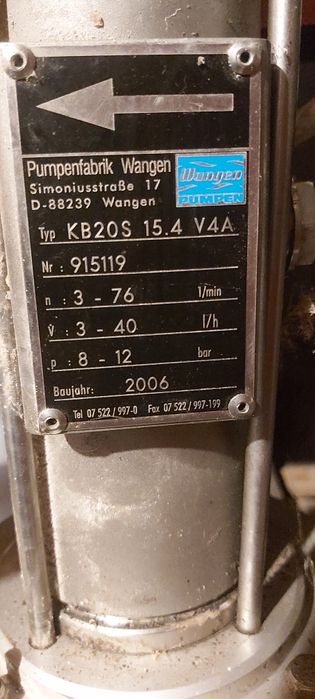 Pumpenfabrik Wangen
Simoniusstraße 17
D-88239 Wangen
Wangen
PUMPEN
Typ KB20S 15.4 V4A
Nr : 915119
n : 3 - 76 1/min
V̇ : 3 - 40 l/h
p : 8 - 12 bar
Baujahr: 2006
Tel 07 522 / 997-0 Fax 07 522 / 997-199